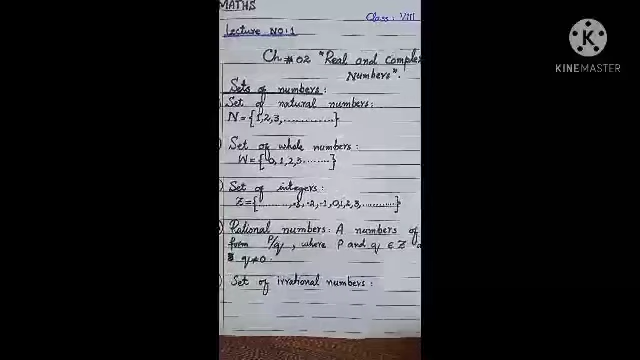 MATHS
Class: VIII
Lecture NO:1
Ch # 02 "Real and Complex
Numbers".
Sets of numbers:
Set of natural numbers:
N={1,2,3,..............}
Set of whole numbers:
W={0,1,2,3........}
Set of integers:
Z={........,-3,-2,-1,0,1,2,3,...........}
Rational numbers: A numbers of
form P/q, where P and q ∈ Z
q≠0.
Set of irrational numbers:
K
KINEMASTER